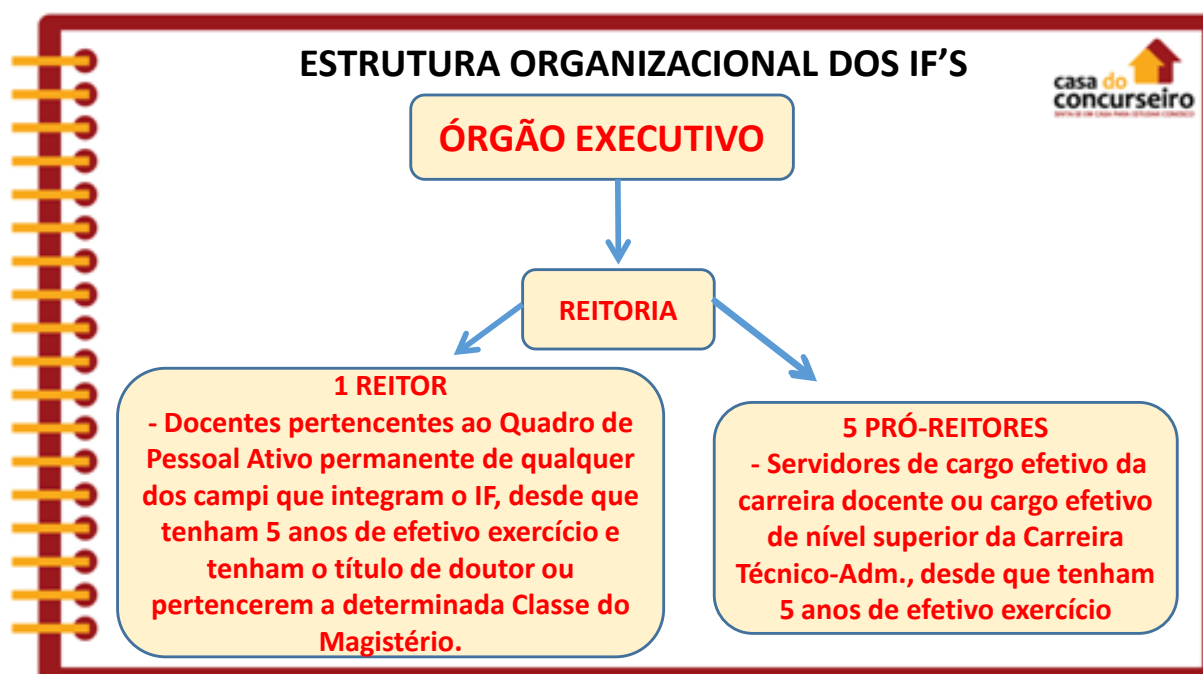 ESTRUTURA ORGANIZACIONAL DOS IF'S
casa do
concurseiro
ÓRGÃO EXECUTIVO
REITORIA
1 REITOR
- Docentes pertencentes ao Quadro de
Pessoal Ativo permanente de qualquer
dos campi que integram o IF, desde que
tenham 5 anos de efetivo exercício e
tenham o título de doutor ou
pertencerem a determinada Classe do
Magistério.
5 PRÓ-REITORES
- Servidores de cargo efetivo da
carreira docente ou cargo efetivo
de nível superior da Carreira
Técnico-Adm., desde que tenham
5 anos de efetivo exercício